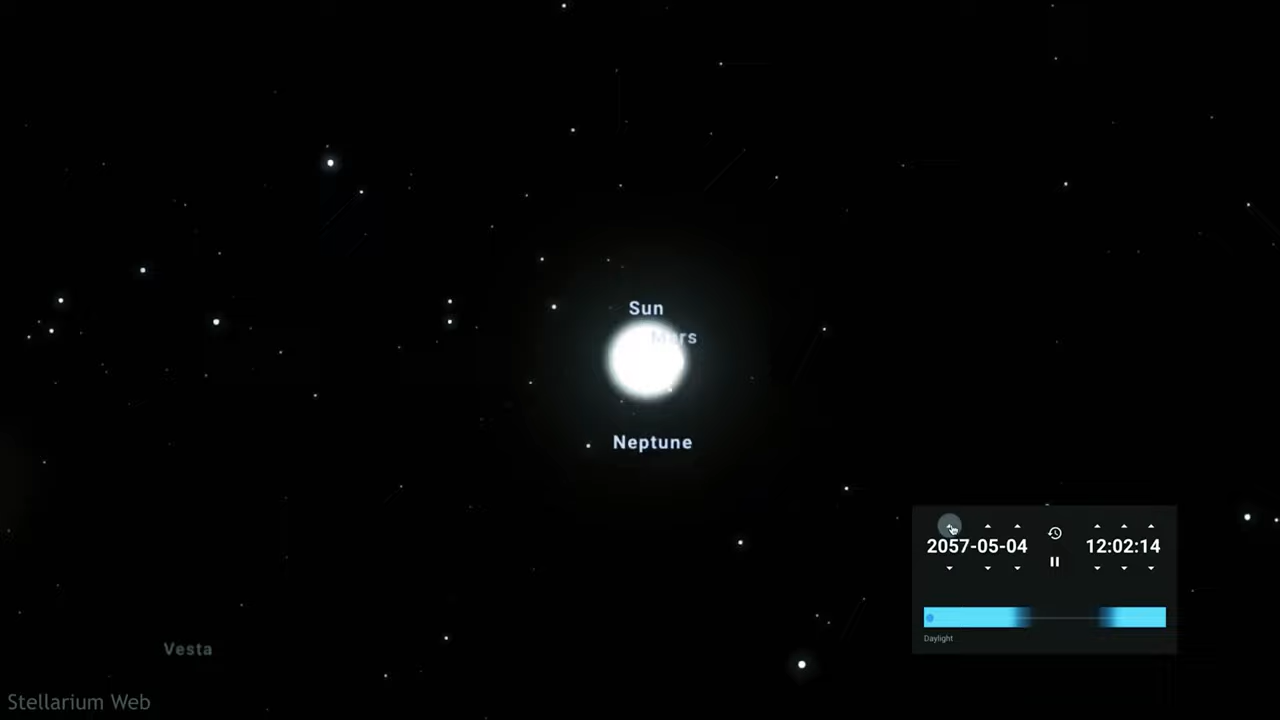 Sun
Mars
Neptune
2057-05-04 12:02:14
Daylight
Vesta
Stellarium Web